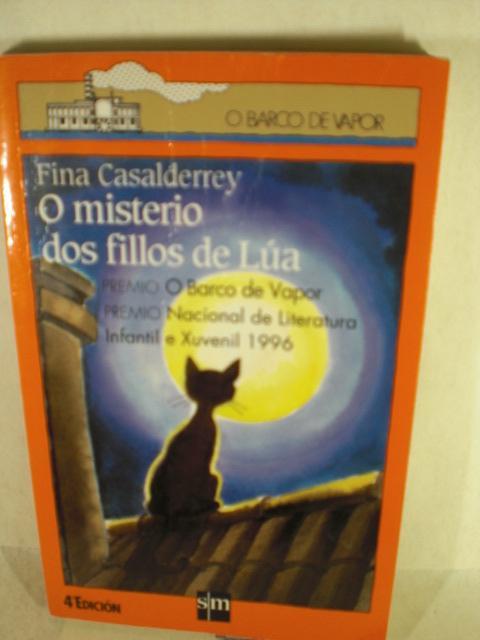 O BARCO DE VAPOR
Fina Casalderrey
O misterio
dos fillos de Lúa
PREMIO O Barco de Vapor
PREMIO Nacional de Literatura
Infantil e Xuvenil 1996
4ª EDICIÓN
sm